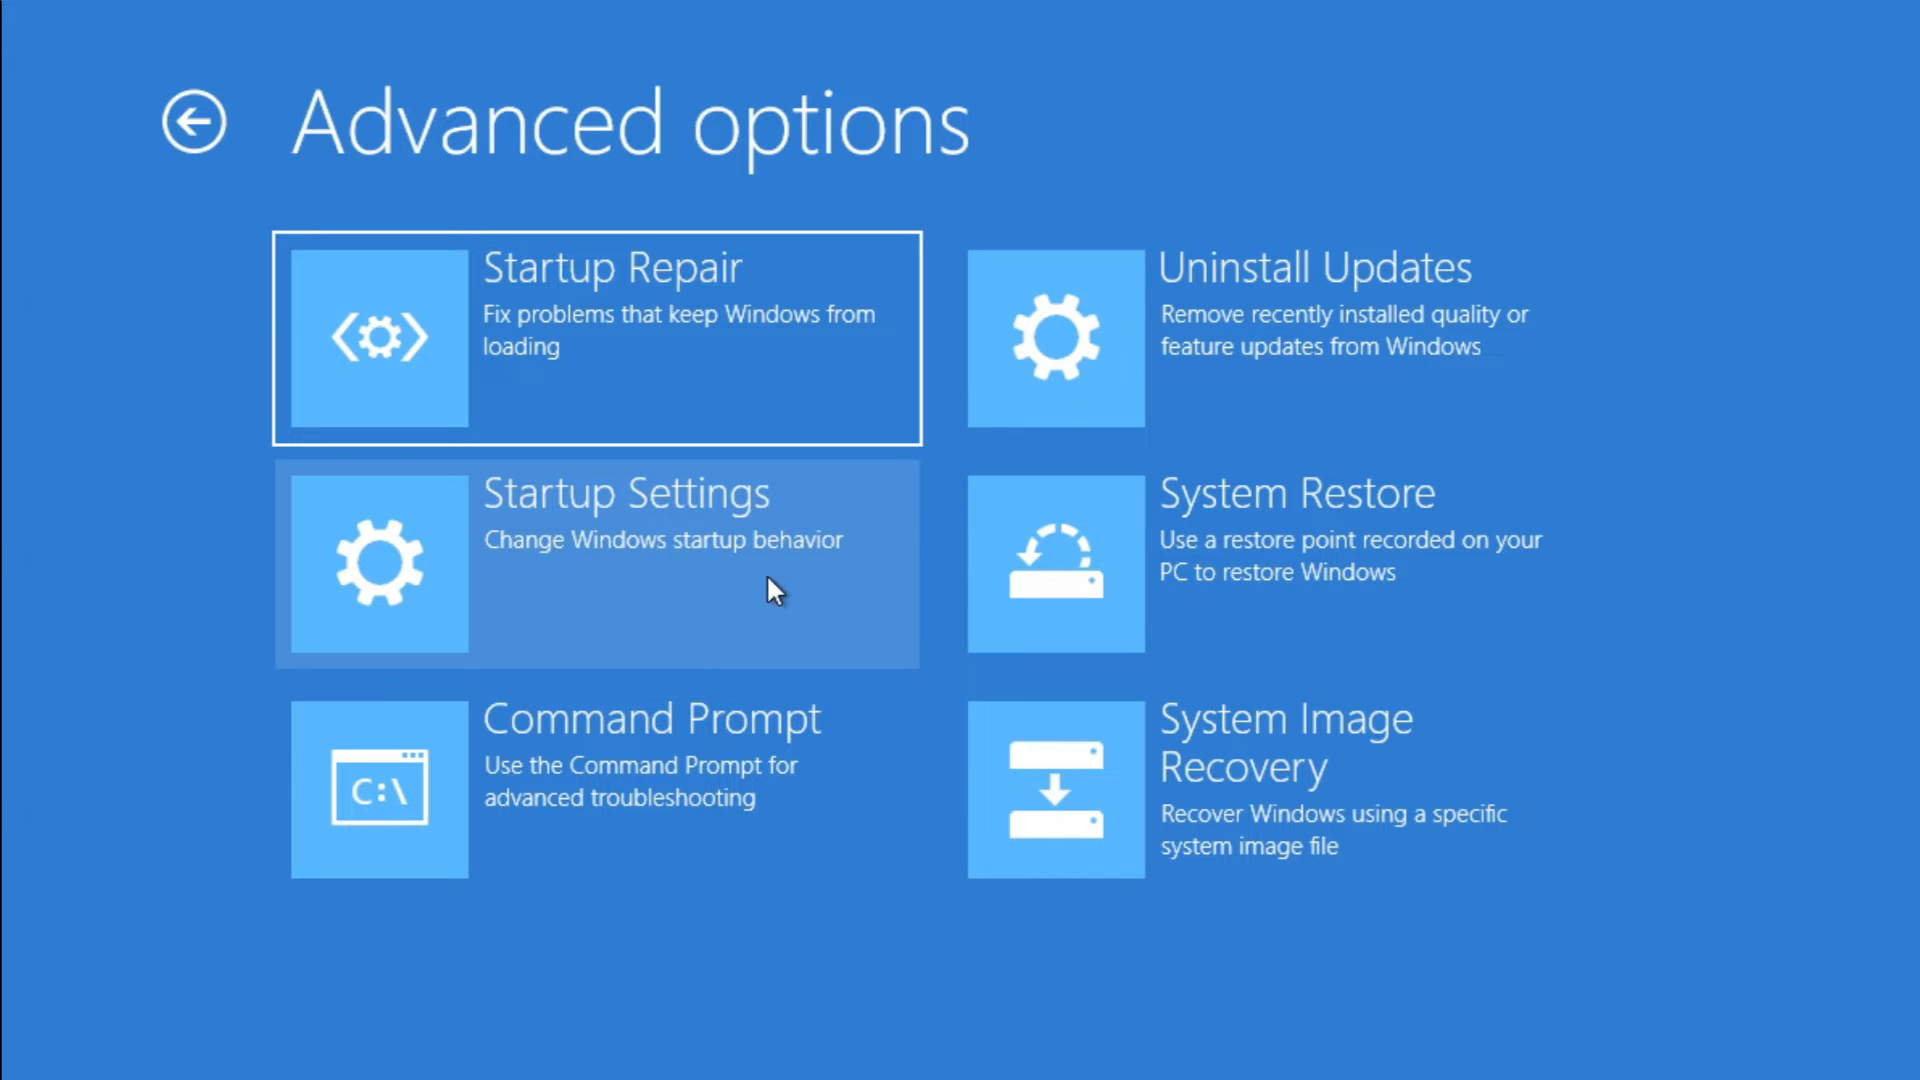 Advanced options
Startup Repair
Fix problems that keep Windows from
loading
Uninstall Updates
Remove recently installed quality or
feature updates from Windows
Startup Settings
Change Windows startup behavior
System Restore
Use a restore point recorded on your
PC to restore Windows
C:\
Command Prompt
Use the Command Prompt for
advanced troubleshooting
System Image
Recovery
Recover Windows using a specific
system image file